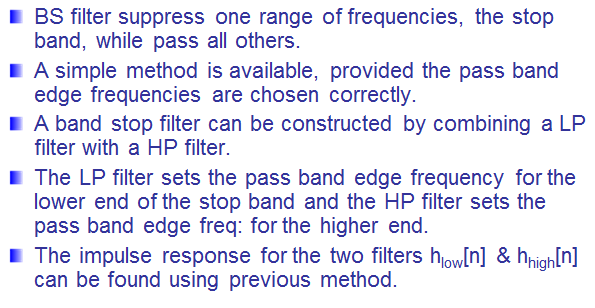 BS filter suppress one range of frequencies, the stop
band, while pass all others.
A simple method is available, provided the pass band
edge frequencies are chosen correctly.
A band stop filter can be constructed by combining a LP
filter with a HP filter.
The LP filter sets the pass band edge frequency for the
lower end of the stop band and the HP filter sets the
pass band edge freq: for the higher end.
The impulse response for the two filters hlow[n] & hhigh[n]
can be found using previous method.